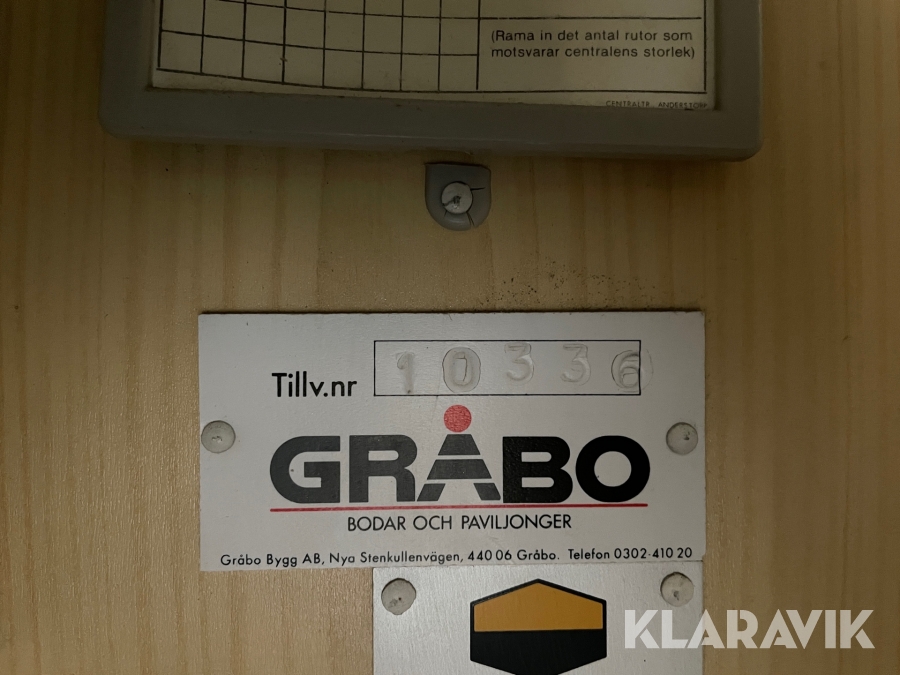 (Rama in det antal rutor som
motsvarar centralens storlek)
CENTRALTR. ANDERSTORP
Tillv.nr 10336
GRÅBO
BODAR OCH PAVILJONGER
Gråbo Bygg AB, Nya Stenkullenvägen, 440 06 Gråbo. Telefon 0302-410 20
KLARAVIK